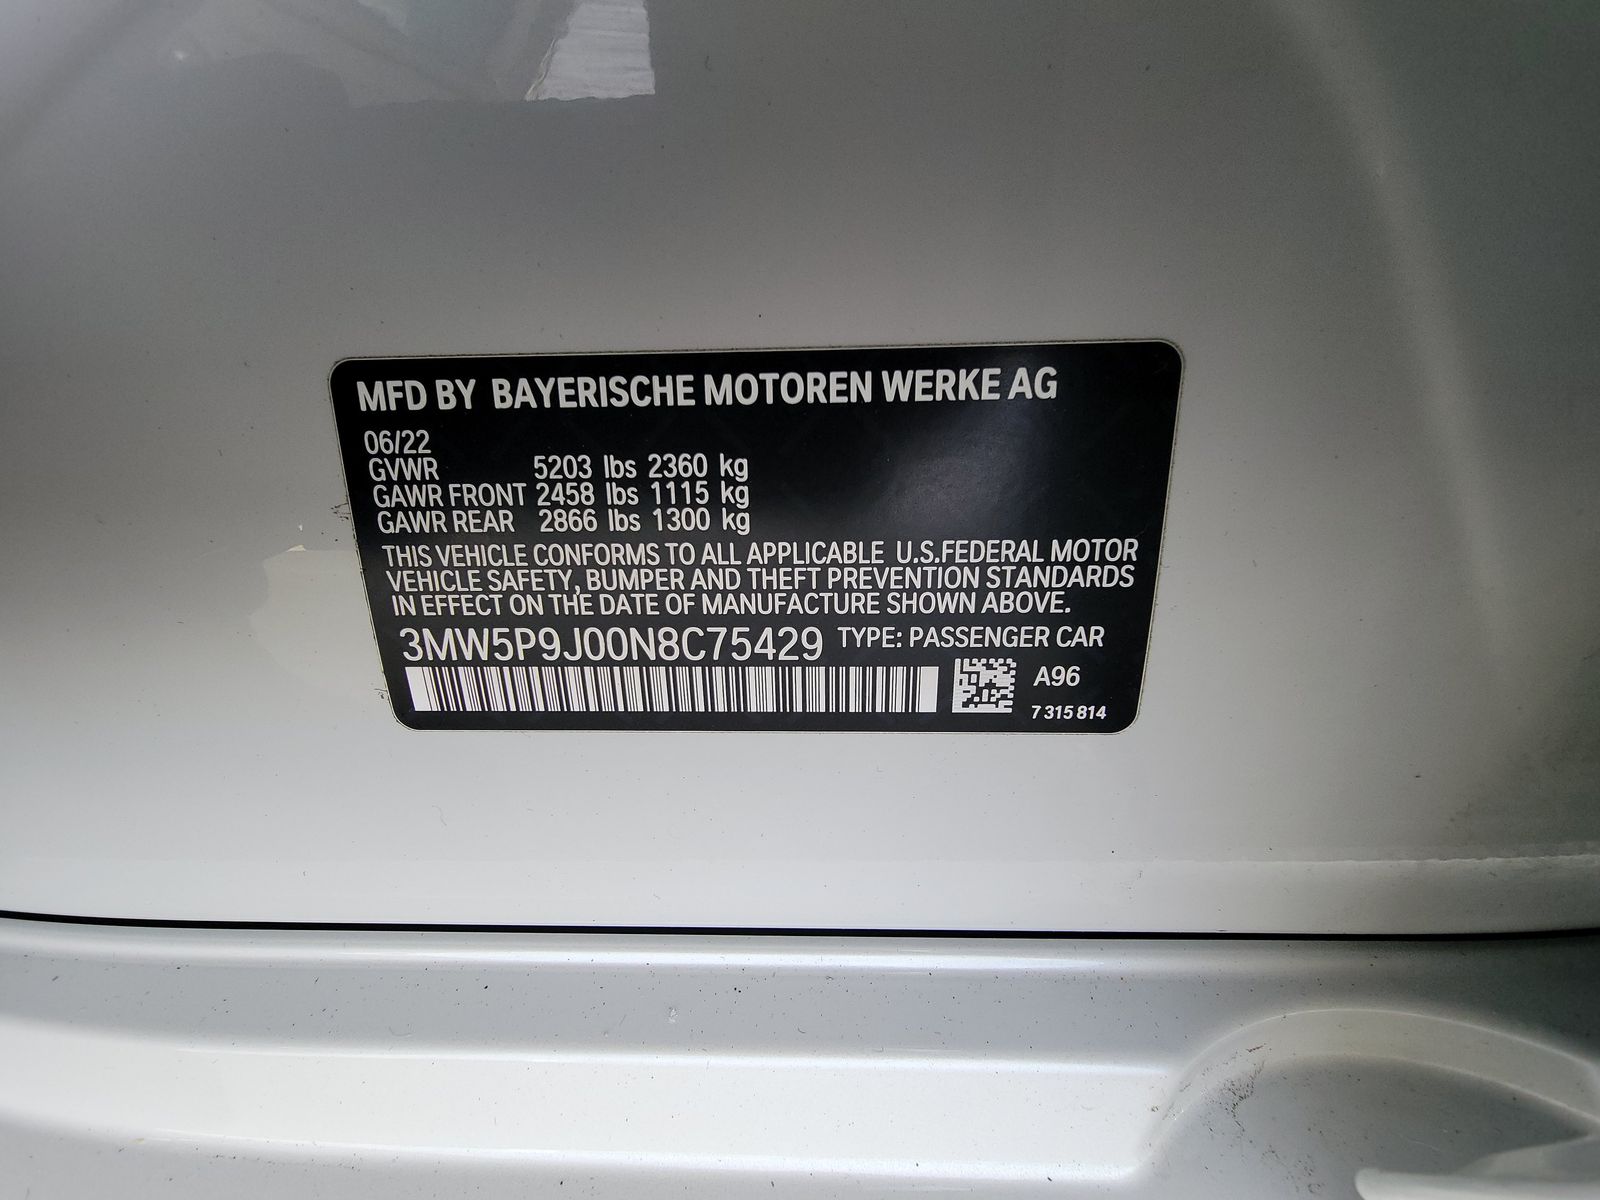 MFD BY BAYERISCHE MOTOREN WERKE AG
06/22
GVWR 5203 lbs 2360 kg
GAWR FRONT 2458 lbs 1115 kg
GAWR REAR 2866 lbs 1300 kg
THIS VEHICLE CONFORMS TO ALL APPLICABLE U.S.FEDERAL MOTOR
VEHICLE SAFETY, BUMPER AND THEFT PREVENTION STANDARDS
IN EFFECT ON THE DATE OF MANUFACTURE SHOWN ABOVE.
3MW5P9J00N8C75429 TYPE: PASSENGER CAR
A96
7 315 814